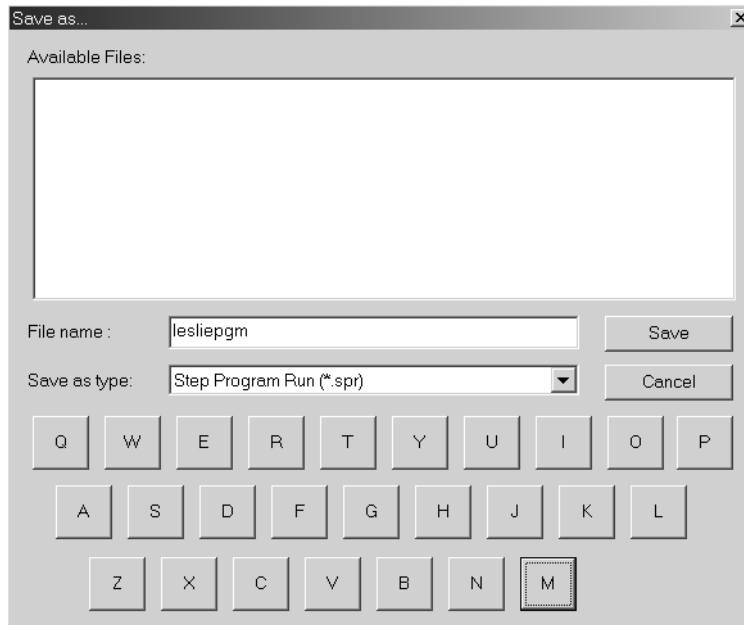 Save as...
Available Files:
File name : lesliepgm Save
Save as type: Step Program Run (*.spr) Cancel
Q W E R T Y U I O P
A S D F G H J K L
Z X C V B N M